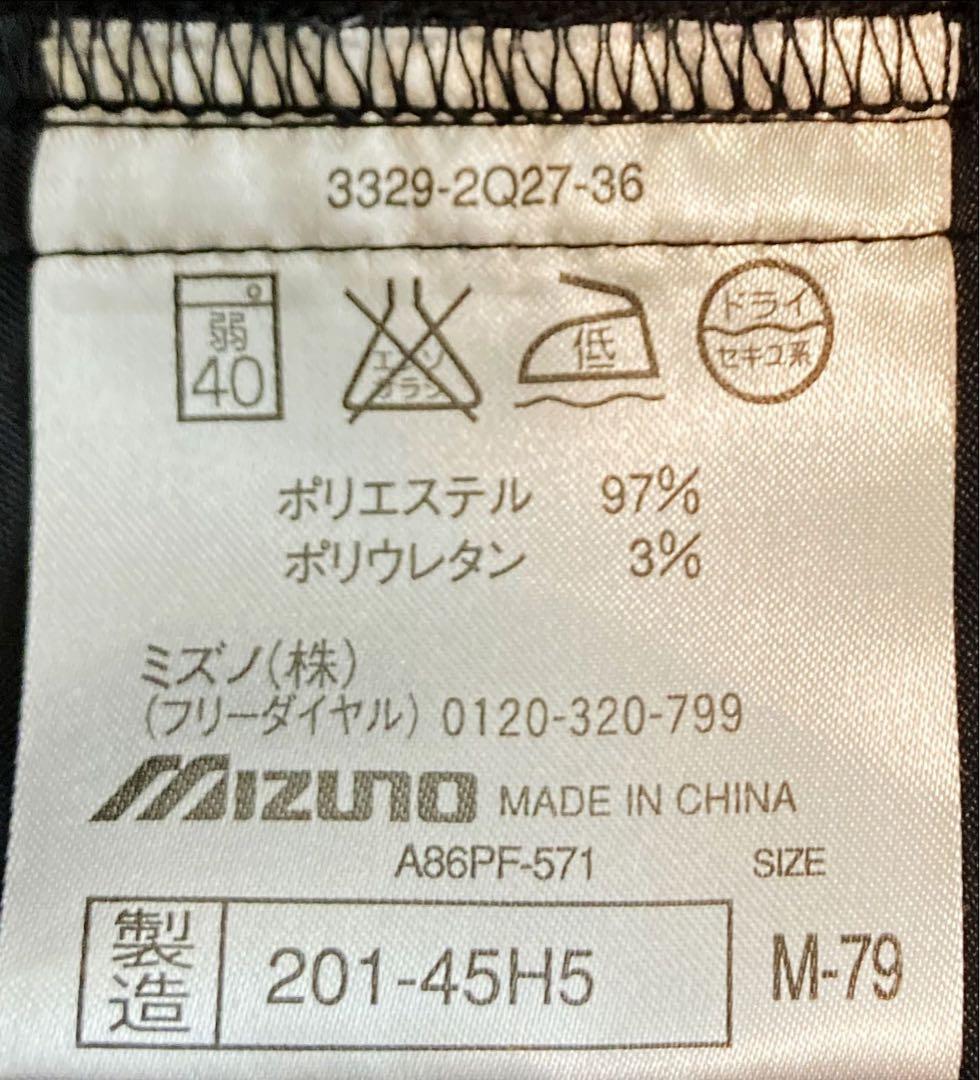 3329-2Q27-36
弱
40
エンソ
サラシ
低
ドライ
セキユ系
ポリエステル 97%
ポリウレタン 3%
ミズノ(株)
(フリーダイヤル) 0120-320-799
MIZUNO MADE IN CHINA
A86PF-571 SIZE
製造 201-45H5 M-79